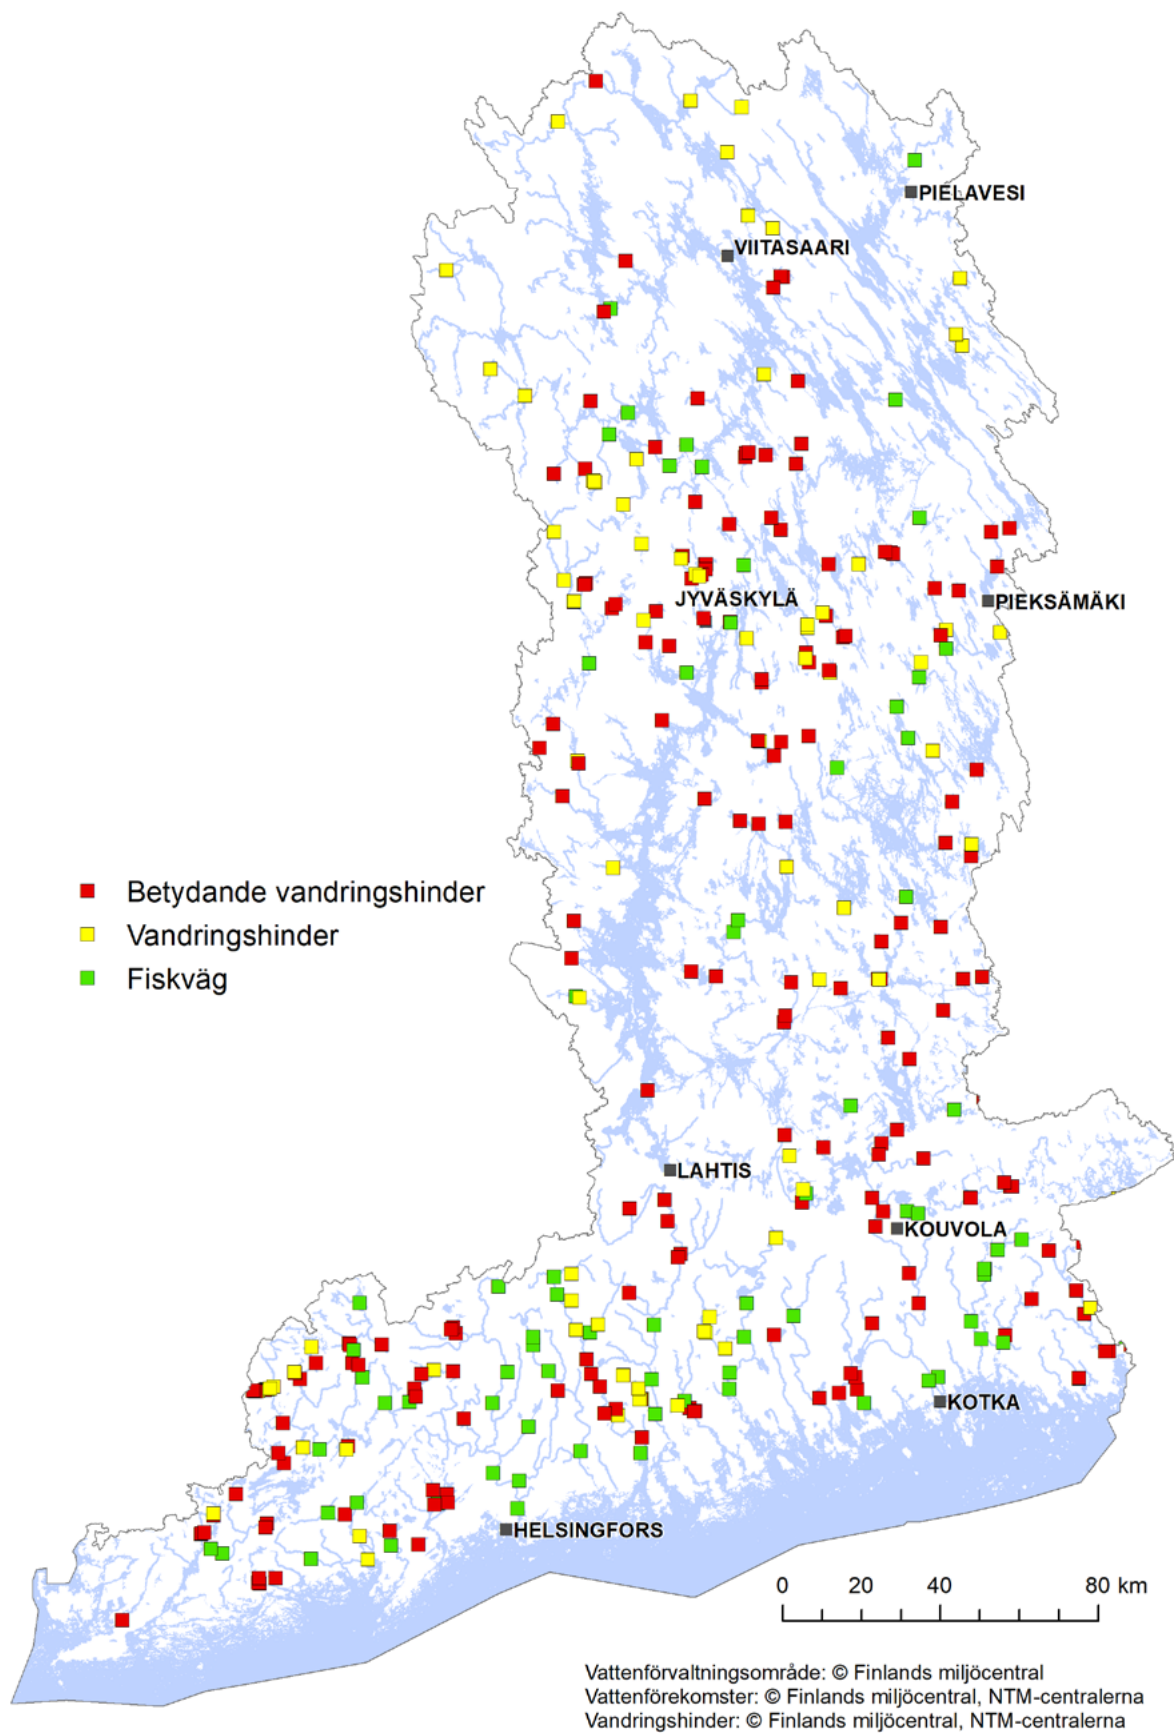 PIELAVESI
VIITASAARI
JYVÄSKYLÄ
PIEKSÄMÄKI
Betydande vandringshinder
Vandringshinder
Fiskväg
LAHTIS
KOUVOLA
KOTKA
HELSINGFORS
0 20 40 80 km
Vattenförvaltningsområde: © Finlands miljöcentral
Vattenförekomster: © Finlands miljöcentral, NTM-centralerna
Vandringshinder: © Finlands miljöcentral, NTM-centralerna